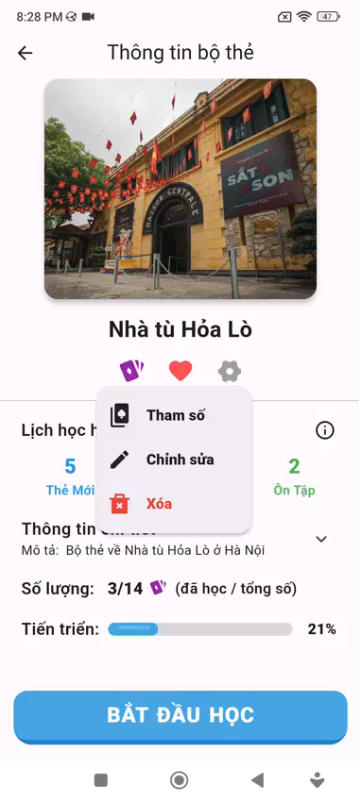 8:28 PM
47
Thông tin bộ thẻ
MAISON CENTRALE
SẮT
SON
Nhà tù Hỏa Lò
Tham số
Chỉnh sửa
Xóa
Lịch học h
5
2
Thẻ Mới
Ôn Tập
Thông tin
Mô tả: Bộ thẻ về Nhà tù Hỏa Lò ở Hà Nội
Số lượng: 3/14 (đã học / tổng số)
Tiến triển: 21%
BẮT ĐẦU HỌC